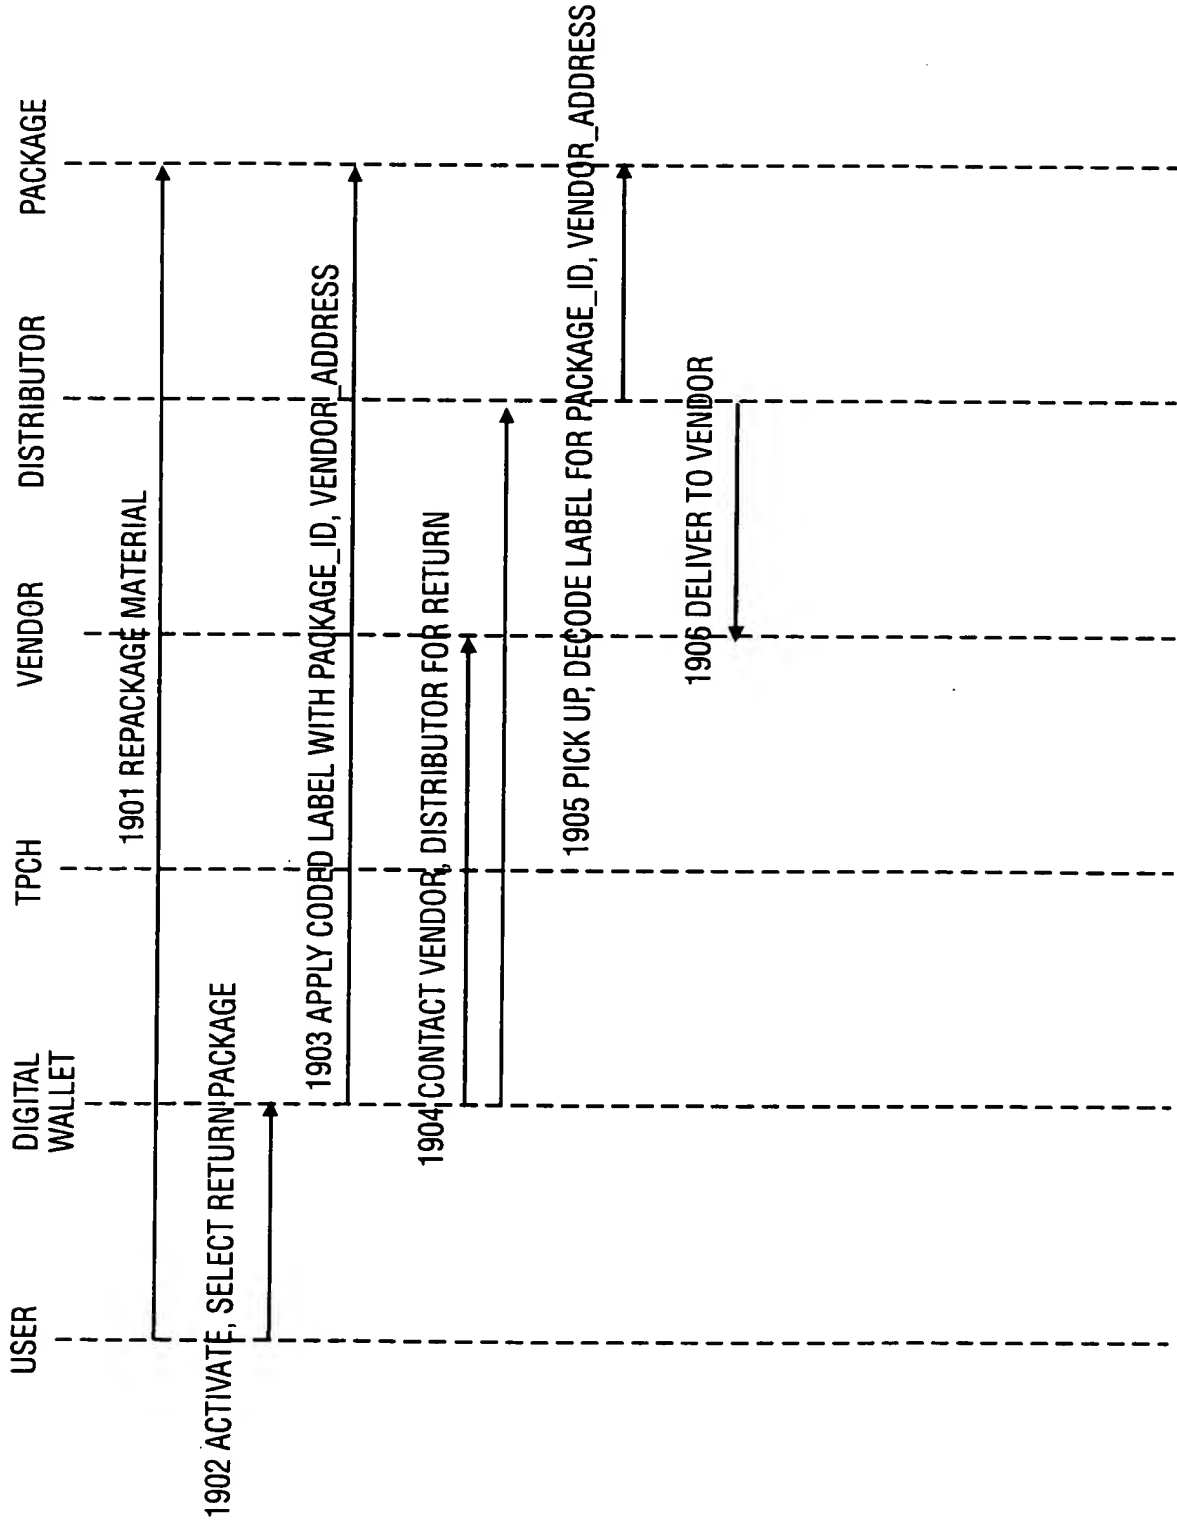 USER
DIGITAL
WALLET
TPCH
VENDOR
DISTRIBUTOR
PACKAGE
1901 REPACKAGE MATERIAL
1902 ACTIVATE, SELECT RETURN PACKAGE
1903 APPLY CODED LABEL WITH PACKAGE_ID, VENDOR_ADDRESS
1904 CONTACT VENDOR, DISTRIBUTOR FOR RETURN
1905 PICK UP, DECODE LABEL FOR PACKAGE_ID, VENDOR_ADDRESS
1906 DELIVER TO VENDOR